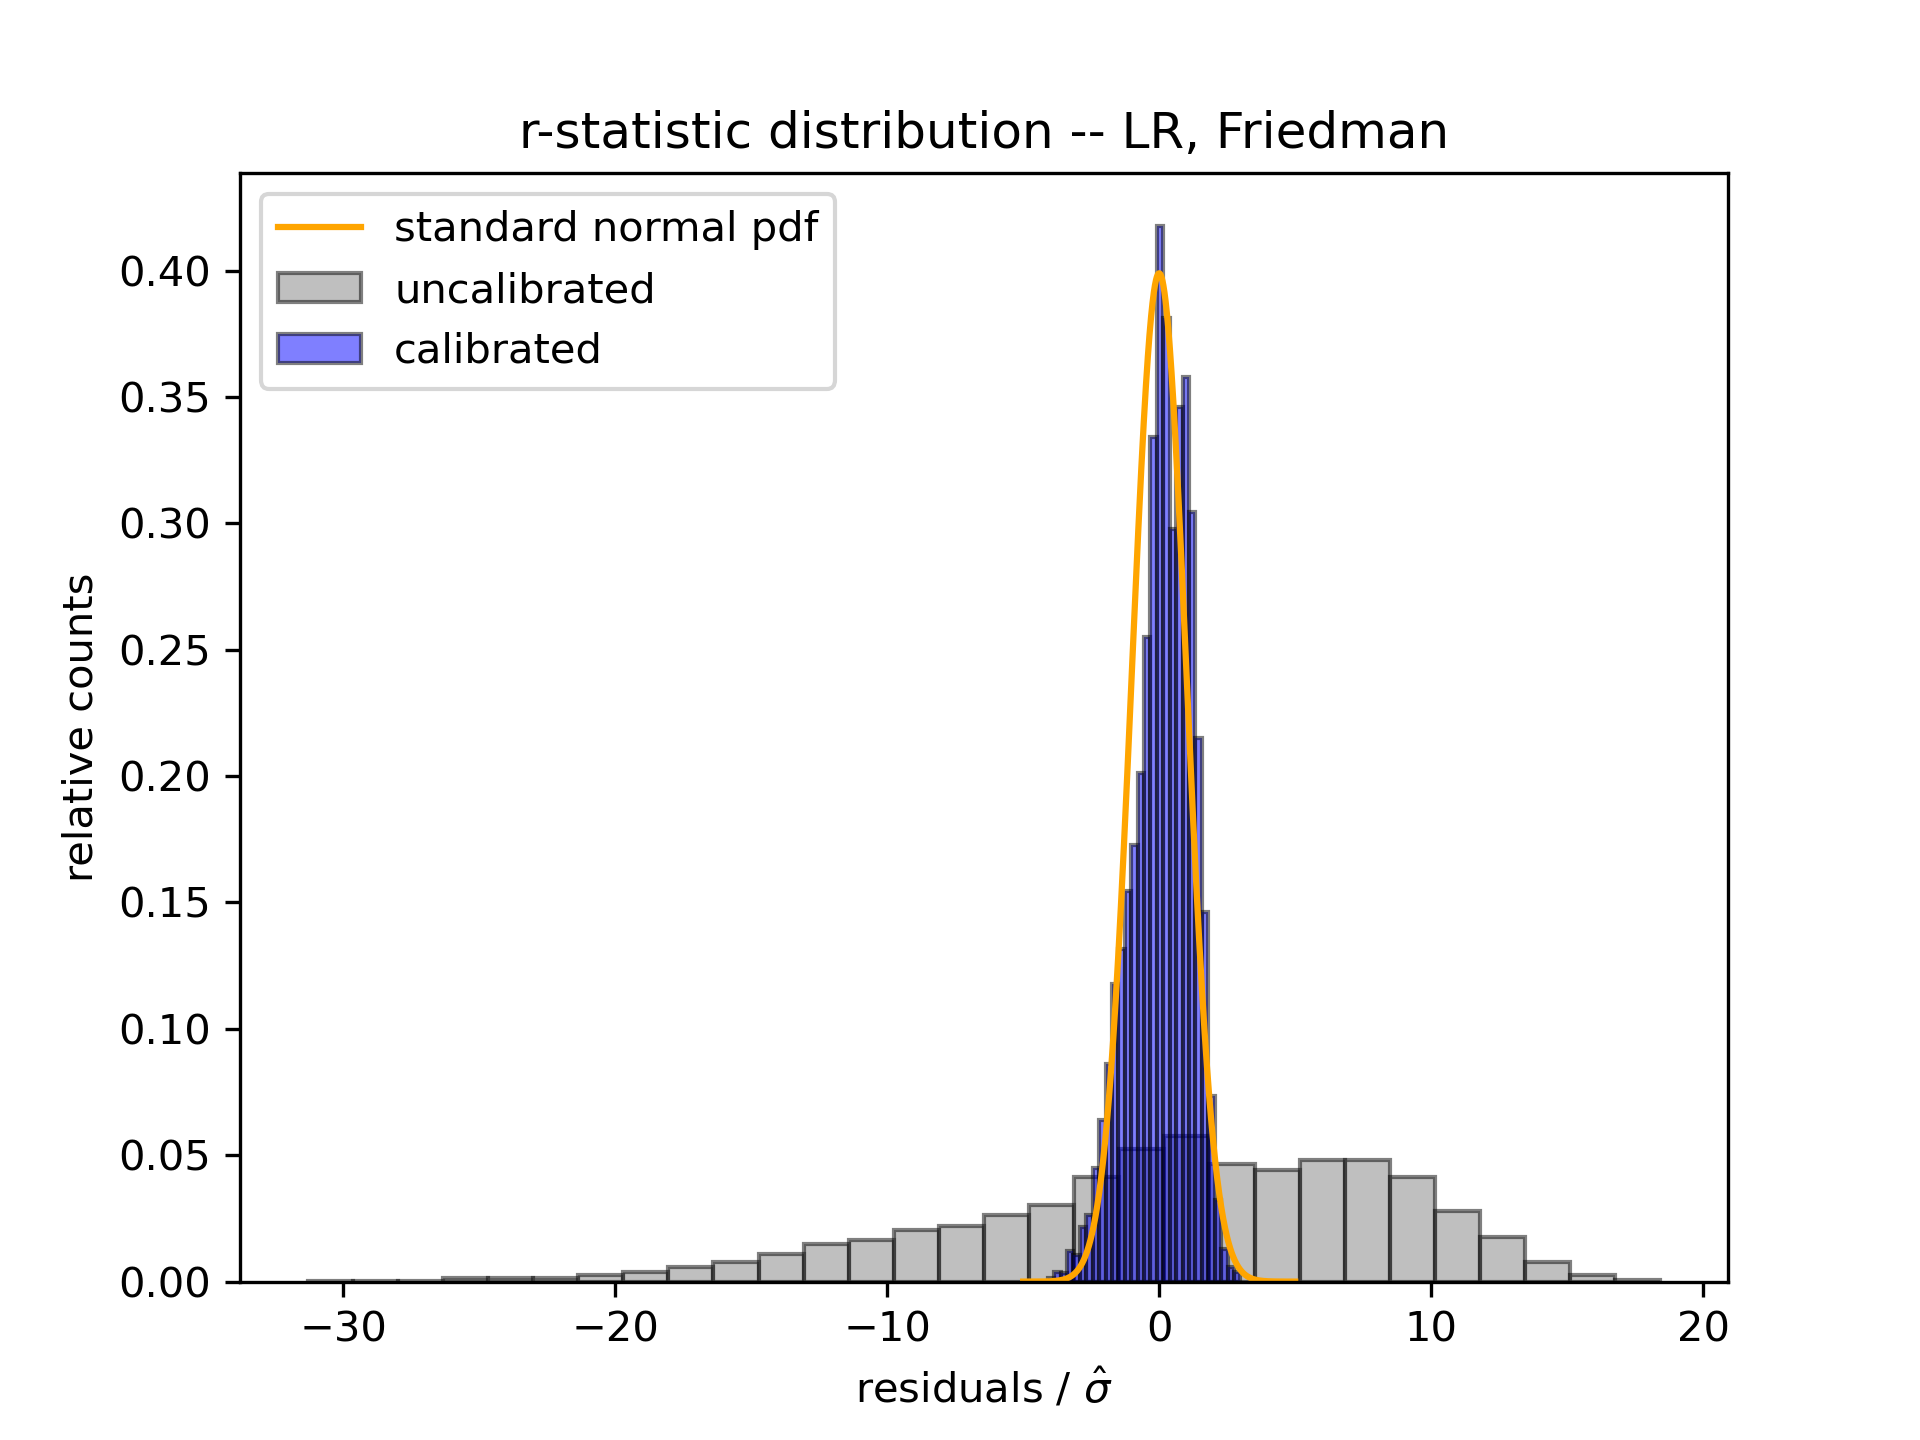 r-statistic distribution -- LR, Friedman
standard normal pdf
uncalibrated
calibrated
relative counts
0.40
0.35
0.30
0.25
0.20
0.15
0.10
0.05
0.00
−30
−20
−10
0
10
20
residuals / σ̂